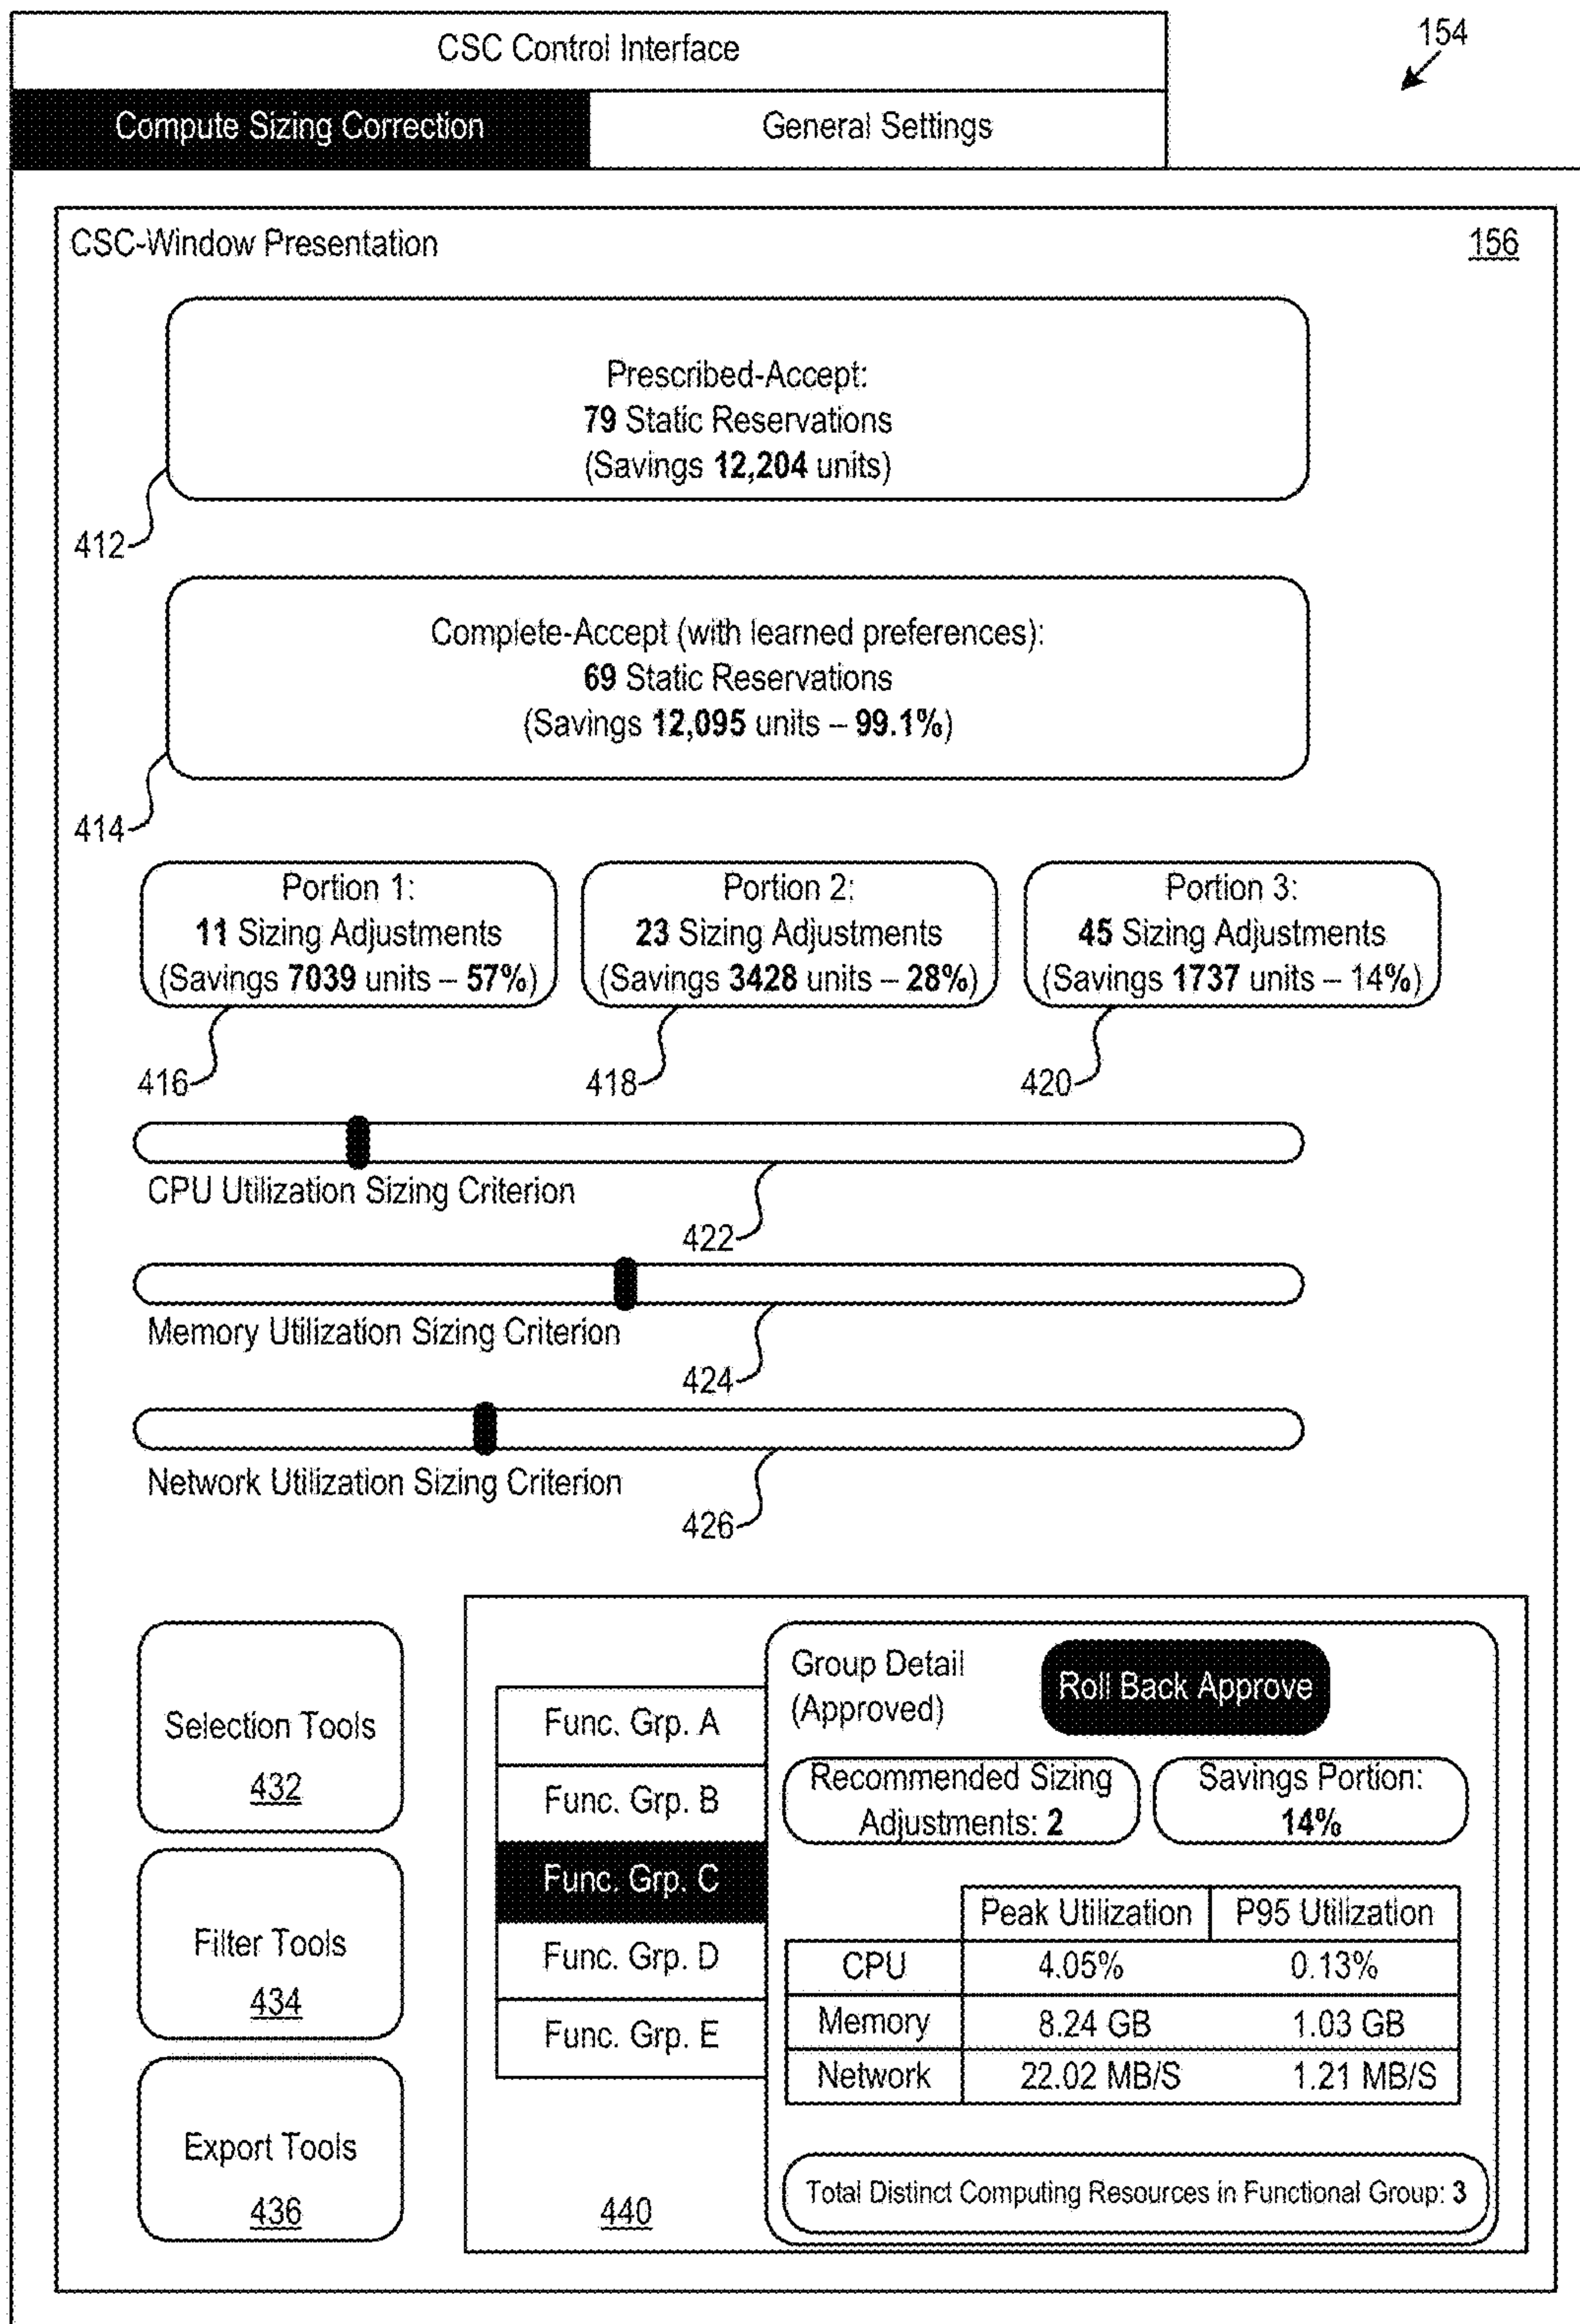 CSC Control Interface
154
Compute Sizing Correction
General Settings
CSC-Window Presentation
156
Prescribed-Accept:
79 Static Reservations
(Savings 12,204 units)
412
Complete-Accept (with learned preferences):
69 Static Reservations
(Savings 12,095 units – 99.1%)
414
Portion 1:
11 Sizing Adjustments
(Savings 7039 units – 57%)
416
Portion 2:
23 Sizing Adjustments
(Savings 3428 units – 28%)
418
Portion 3:
45 Sizing Adjustments
(Savings 1737 units – 14%)
420
CPU Utilization Sizing Criterion
422
Memory Utilization Sizing Criterion
424
Network Utilization Sizing Criterion
426
Selection Tools
432
Filter Tools
434
Export Tools
436
Func. Grp. A
Func. Grp. B
Func. Grp. C
Func. Grp. D
Func. Grp. E
440
Group Detail
(Approved)
Roll Back Approve
Recommended Sizing
Adjustments: 2
Savings Portion:
14%
Peak Utilization P95 Utilization
CPU 4.05% 0.13%
Memory 8.24 GB 1.03 GB
Network 22.02 MB/S 1.21 MB/S
Total Distinct Computing Resources in Functional Group: 3